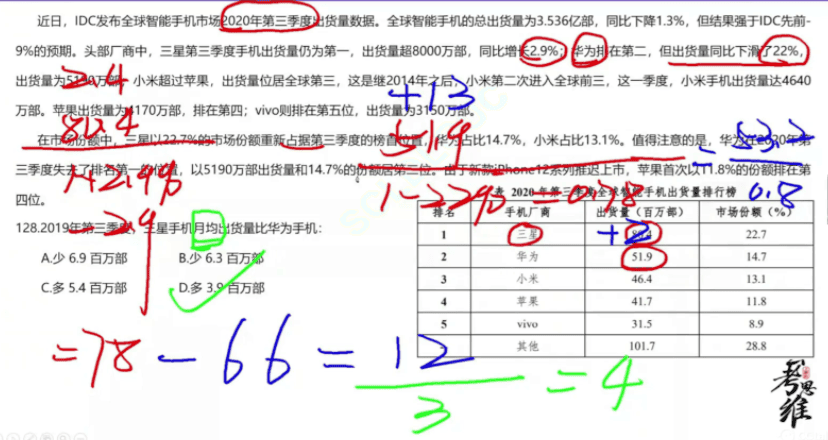 近日，IDC发布全球智能手机市场2020年第三季度出货量数据。全球智能手机的总出货量为3.536亿部，同比下降1.3%，但结果强于IDC先前-
9%的预期。头部厂商中，三星第三季度手机出货量仍为第一，出货量超8000万部，同比增长2.9%；华为排在第二，但出货量同比下滑了22%，
出货量为5190万部。小米超过苹果，出货量位居全球第三，这是继2014年之后，小米第二次进入全球前三，这一季度，小米手机出货量达4640
万部。苹果出货量为4170万部，排在第四；vivo则排在第五位，出货量为3150万部。
在市场份额中，三星以22.7%的市场份额重新占据第三季度的榜首位置，华为占比14.7%，小米占比13.1%。值得注意的是，华为在2020年第
三季度失去了排名第一的位置，以5190万部出货量和14.7%的份额居第二位。由于新款iPhone12系列推迟上市，苹果首次以11.8%的份额排在第
四位。
表 2020年第三季度全球智能手机出货量排行榜
排名 手机厂商 出货量（百万部） 市场份额（%）
1 三星 22.7
2 华为 51.9 14.7
3 小米 46.4 13.1
4 苹果 41.7 11.8
5 vivo 31.5 8.9
其他 101.7 28.8
128.2019年第三季度，三星手机月均出货量比华为手机：
A.少 6.9 百万部 B.少 6.3 百万部
C.多 5.4 百万部 D.多 3.9 百万部
-2.4
80.4
1+2.9%
-2.9
+13
51.9
1-22%=0.78
0.8
+2
=78-66=12
3
=4
考思维